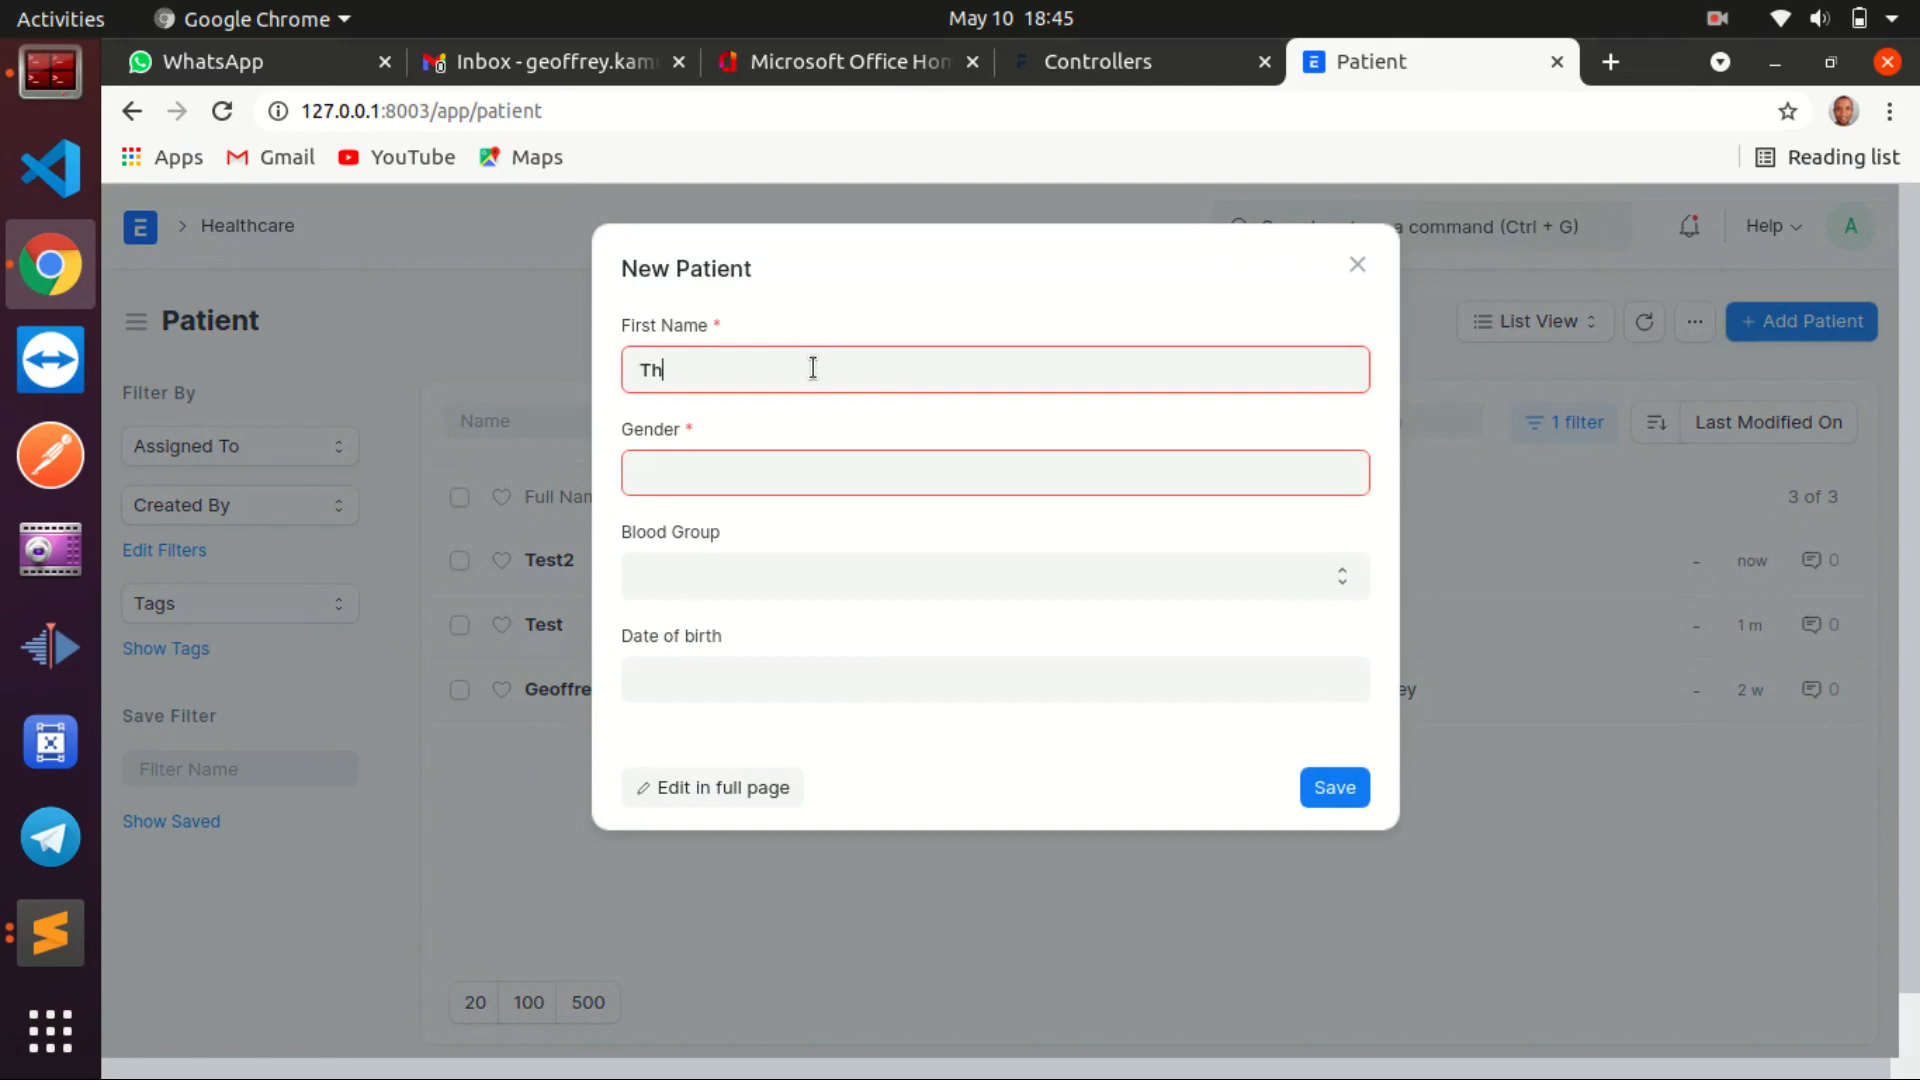 Activities
Google Chrome
May 10 18:45
WhatsApp
Inbox - geoffrey.kam
Microsoft Office Hom
Controllers
Patient
127.0.0.1:8003/app/patient
Apps
Gmail
YouTube
Maps
Reading list
Healthcare
a command (Ctrl + G)
Help
A
Patient
List View
+ Add Patient
Filter By
Assigned To
Created By
Edit Filters
Tags
Show Tags
Save Filter
Filter Name
Show Saved
Name
1 filter
Last Modified On
Full Nam
3 of 3
Test2
- now 0
Test
- 1 m 0
Geoffre
ey
- 2 w 0
20 100 500
New Patient
First Name *
Th
Gender *
Blood Group
Date of birth
Edit in full page
Save